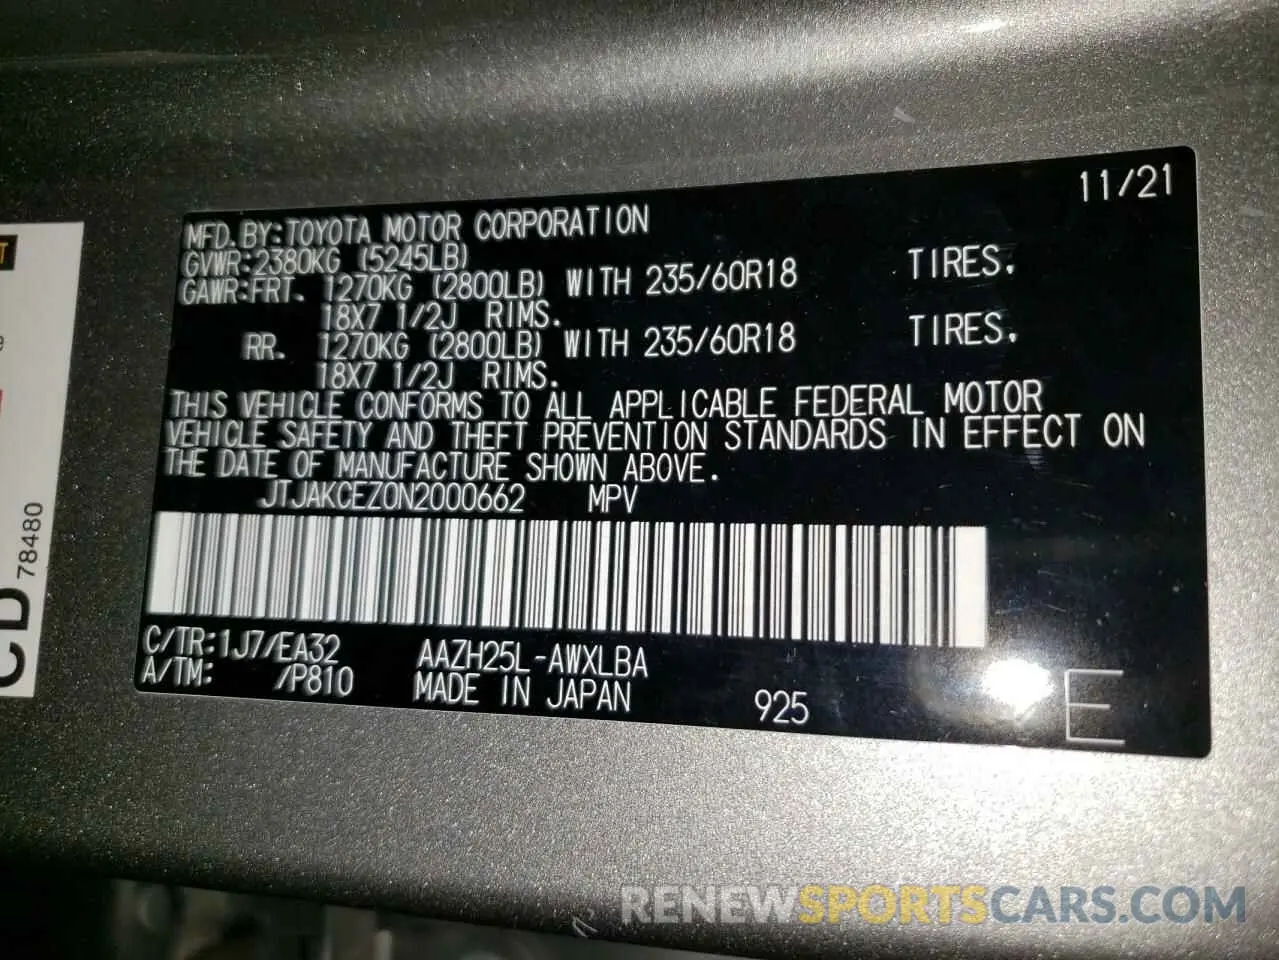 11/21
MFD.BY:TOYOTA MOTOR CORPORATION
GVWR:2380KG (5245LB)
GAWR:FRT. 1270KG (2800LB) WITH 235/60R18 TIRES.
18X7 1/2J RIMS.
RR. 1270KG (2800LB) WITH 235/60R18 TIRES.
18X7 1/2J RIMS.
THIS VEHICLE CONFORMS TO ALL APPLICABLE FEDERAL MOTOR
VEHICLE SAFETY AND THEFT PREVENTION STANDARDS IN EFFECT ON
THE DATE OF MANUFACTURE SHOWN ABOVE.
JTJAKCEZ0N2000662 MPV
C/TR:1J7/EA32 AAZH25L-AWXLBA
A/TM: /P810 MADE IN JAPAN 925
E
78480
RENEWSPORTSCARS.COM